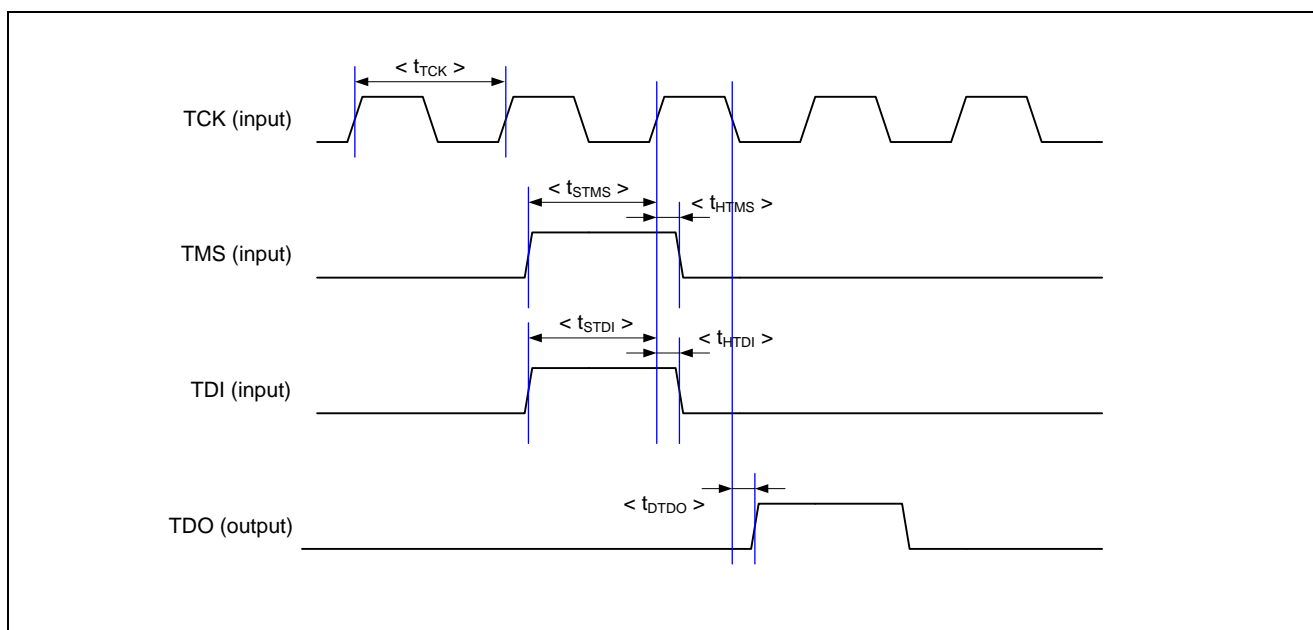 < tTCK >
TCK (input)
< tSTMS >
< tHTMS >
TMS (input)
< tSTDI >
< tHTDI >
TDI (input)
< tDTDO >
TDO (output)